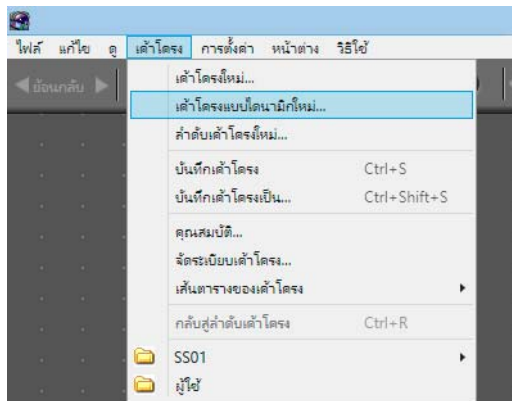 ไฟล์ แก้ไข ดู เค้าโครง การตั้งค่า หน้าต่าง วิธีใช้
ย้อนกลับ
เค้าโครงใหม่...
เค้าโครงแบบไดนามิกใหม่...
ลำดับเค้าโครงใหม่...
บันทึกเค้าโครง Ctrl+S
บันทึกเค้าโครงเป็น... Ctrl+Shift+S
คุณสมบัติ...
จัดระเบียบเค้าโครง...
เส้นตารางของเค้าโครง
กลับสู่ลำดับเค้าโครง Ctrl+R
SS01
ผู้ใช้